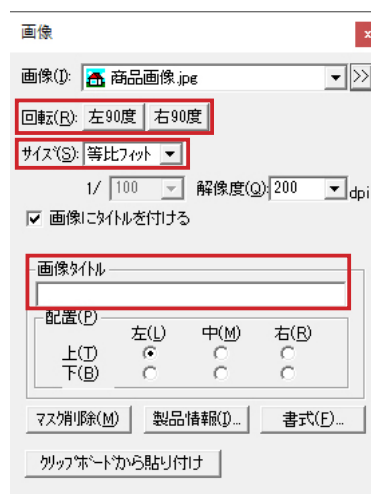 画像
x
画像(I): 商品画像.jpg >>
回転(R): 左90度 右90度
サイズ(S): 等比フィット
1/ 100 解像度(Q): 200 dpi
画像にタイトルを付ける
画像タイトル
配置(P)
左(L) 中(M) 右(R)
上(T)
下(B)
マスク削除(M) 製品情報(I)... 書式(F)...
クリップボードから貼り付け